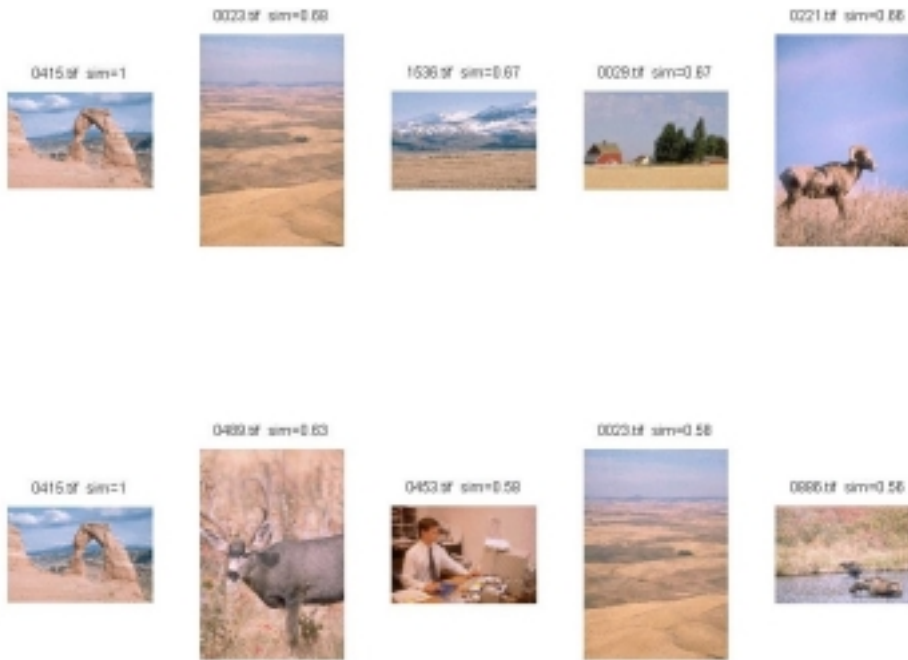 0415.tif sim=1
0023.tif sim=0.68
1536.tif sim=0.67
0029.tif sim=0.67
0221.tif sim=0.66
0415.tif sim=1
0489.tif sim=0.63
0453.tif sim=0.59
0023.tif sim=0.58
0886.tif sim=0.56